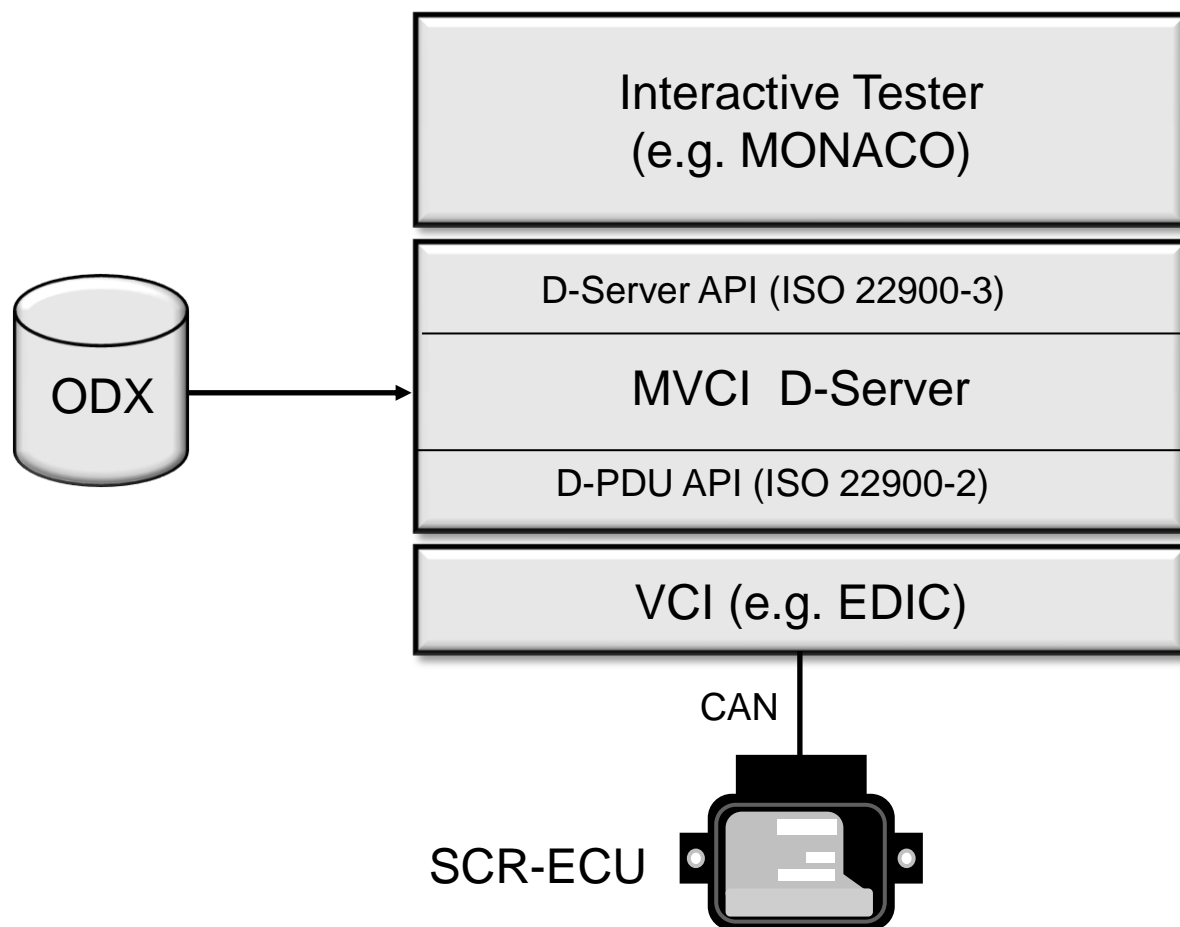 Interactive Tester
(e.g. MONACO)
D-Server API (ISO 22900-3)
ODX
MVCI D-Server
D-PDU API (ISO 22900-2)
VCI (e.g. EDIC)
CAN
SCR-ECU